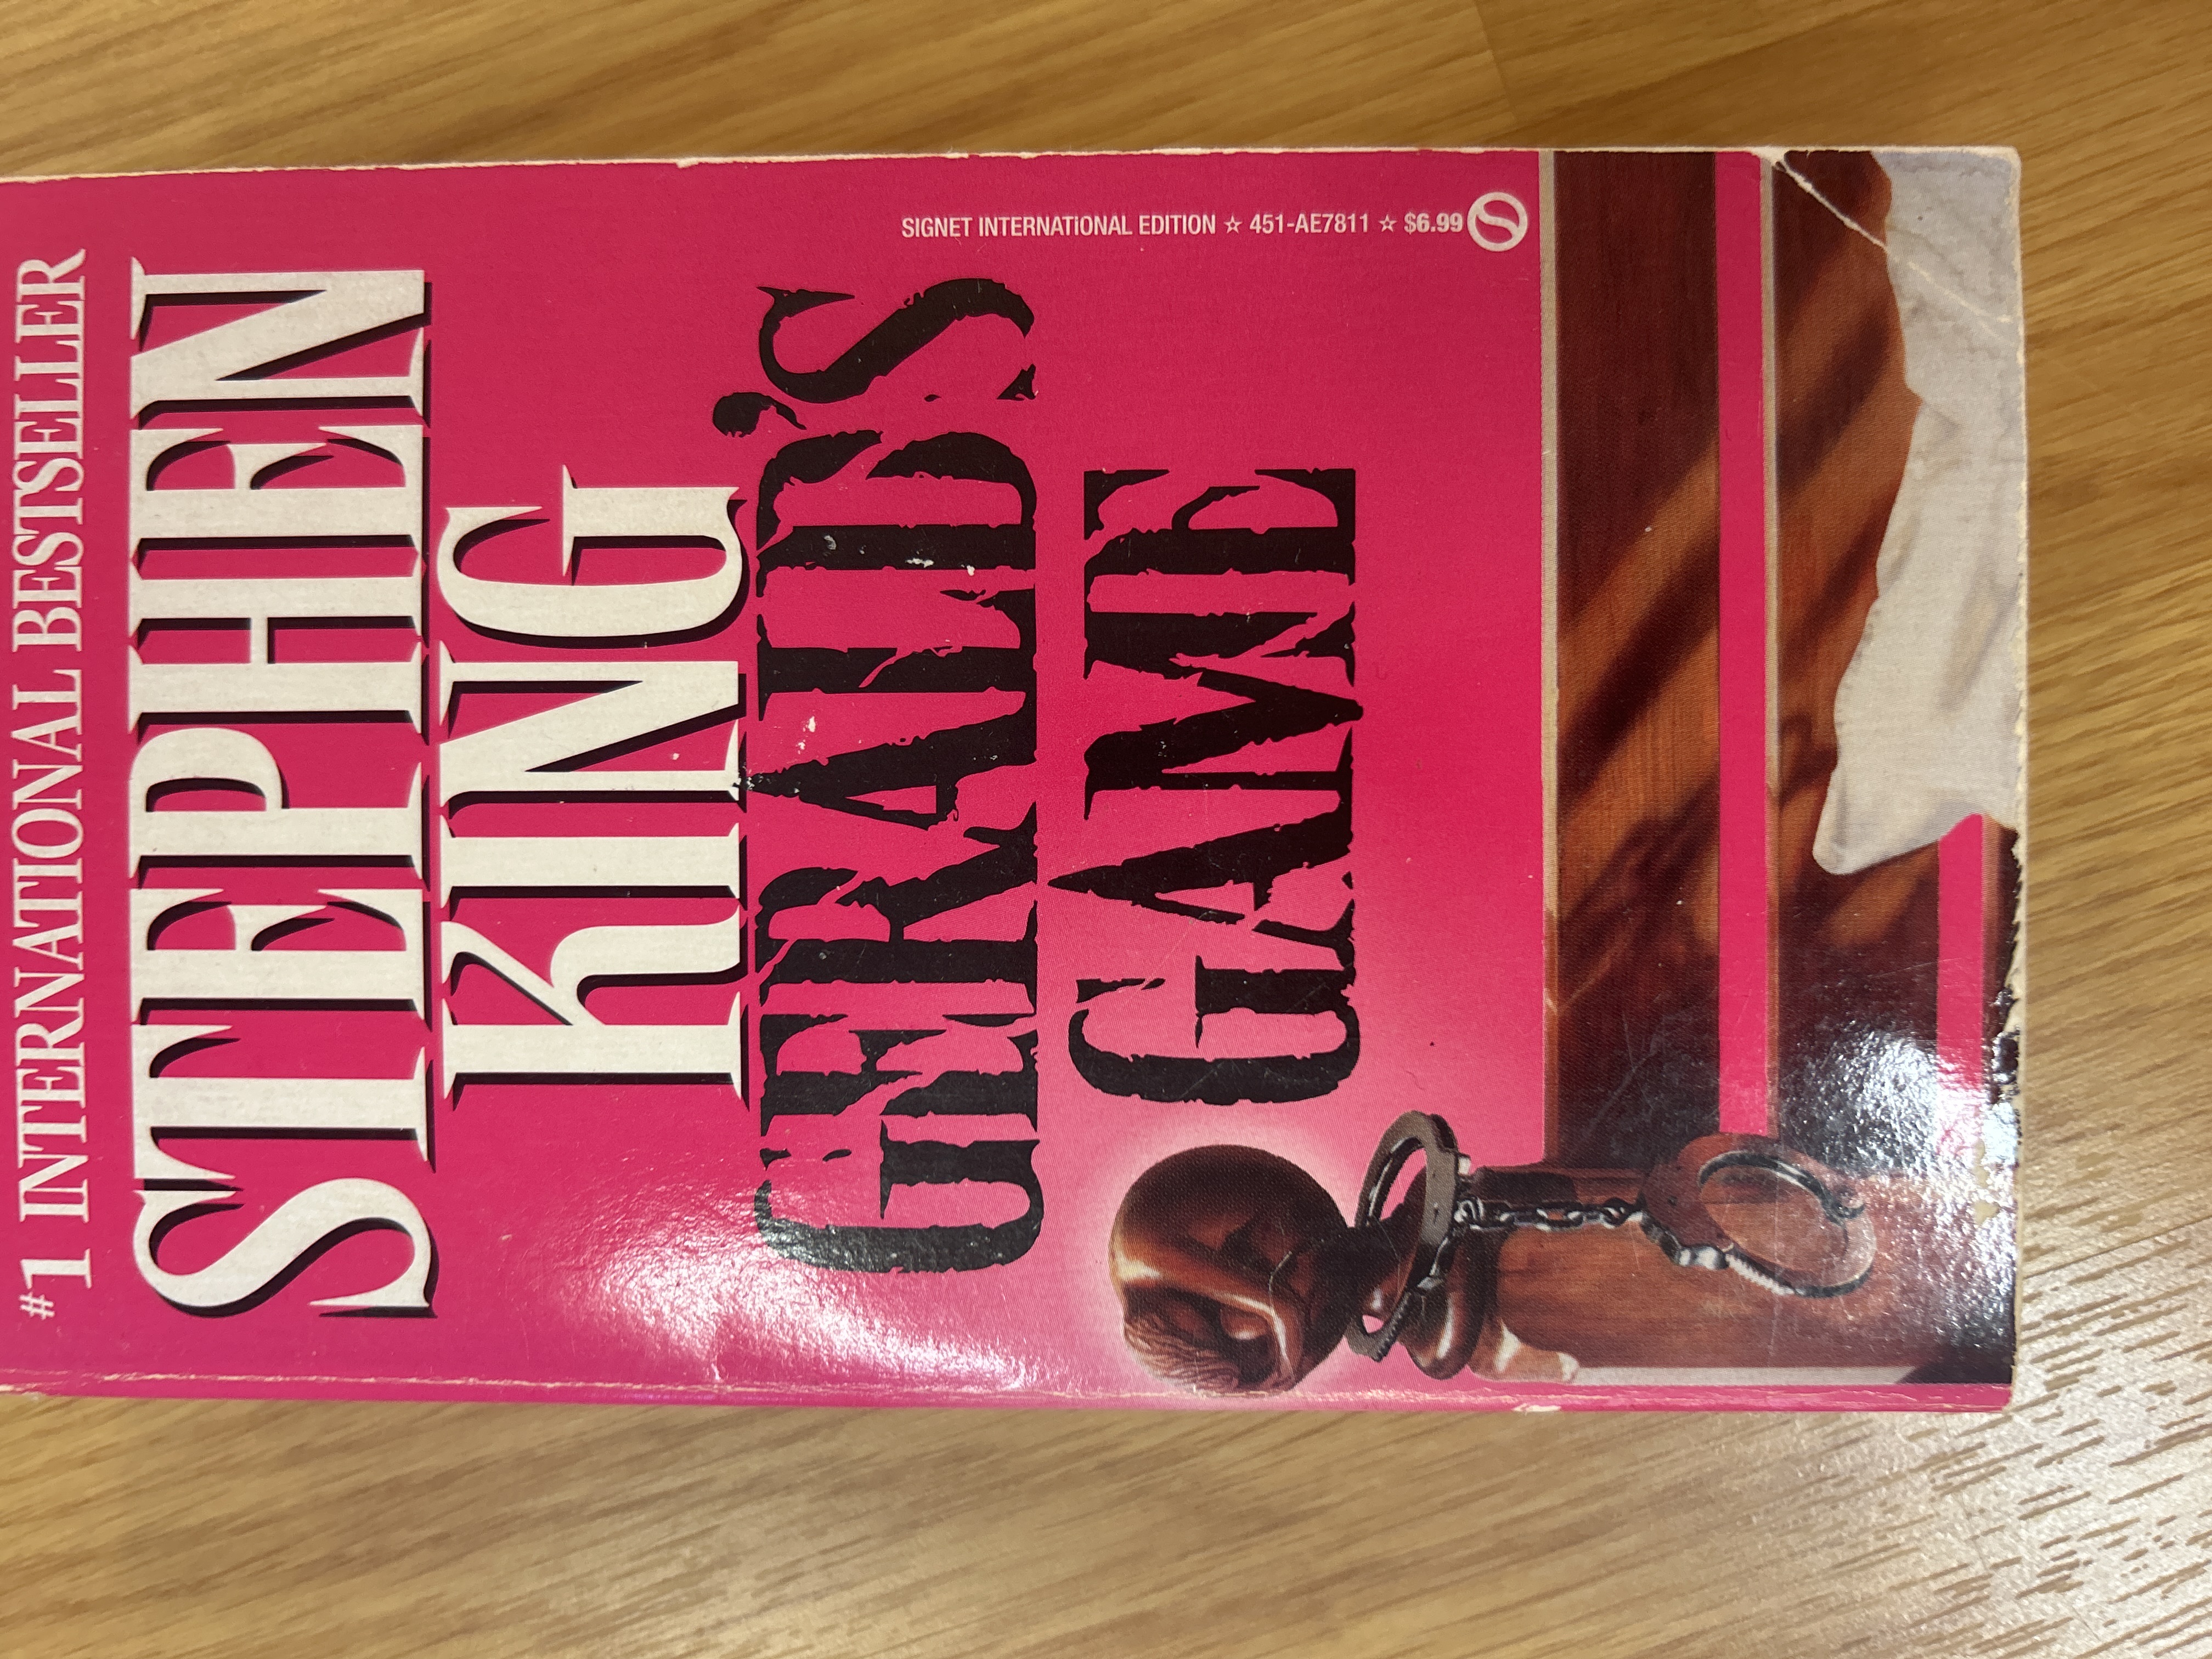 #1 INTERNATIONAL BESTSELLER
STEPHEN
KING
GERALD'S
GAME
SIGNET INTERNATIONAL EDITION ☆ 451-AE7811 ☆ $6.99